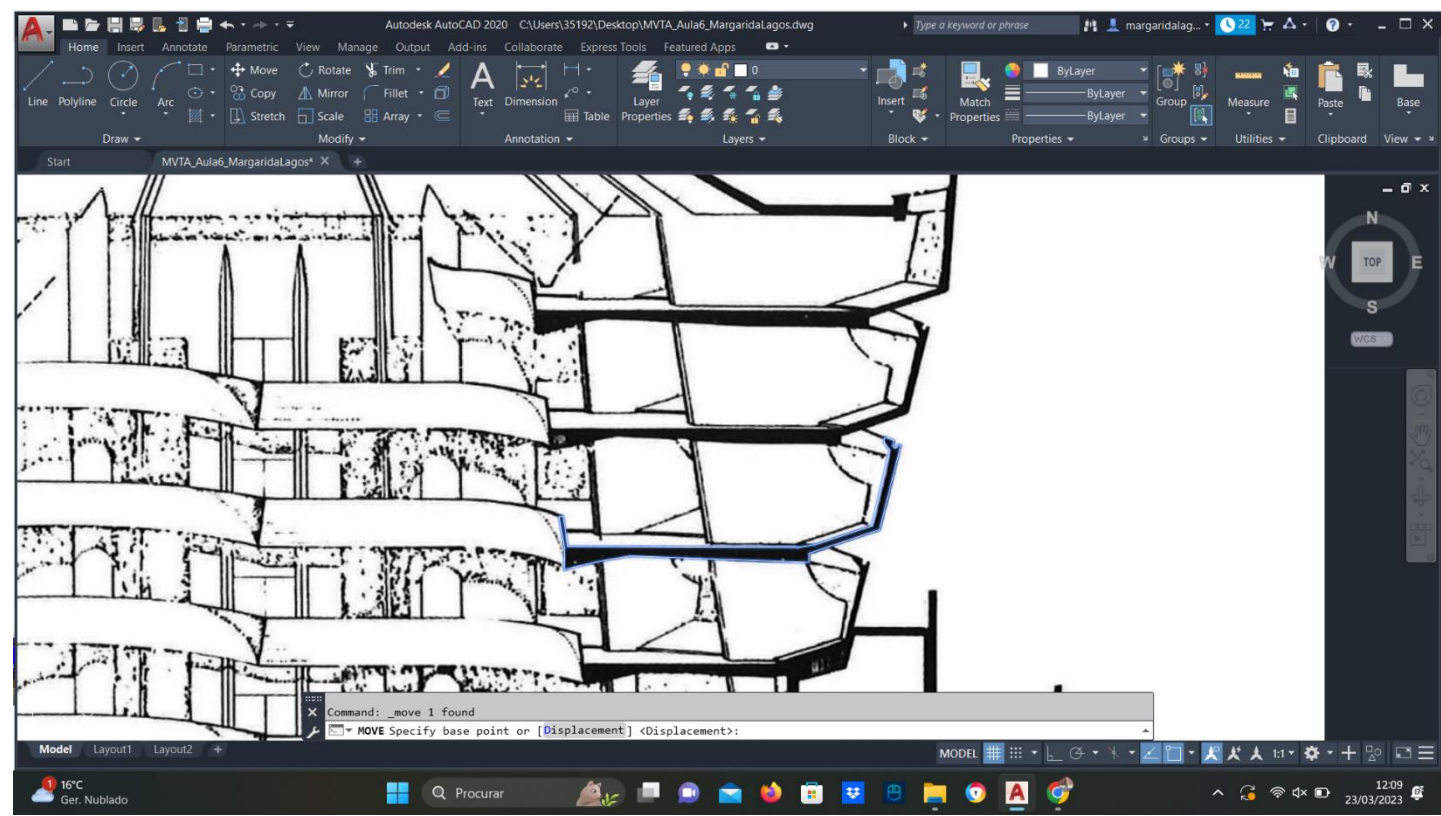 Autodesk AutoCAD 2020 C:\Users\35192\Desktop\MVTA_Aula6_MargaridaLagos.dwg
Type a keyword or phrase
margaridalag...
22
Home Insert Annotate Parametric View Manage Output Add-ins Collaborate Express Tools Featured Apps
Line Polyline Circle Arc
Move Rotate Trim
Copy Mirror Fillet
Stretch Scale Array
Text Dimension
Table
Layer Properties
0
Insert
Match Properties
ByLayer
ByLayer
ByLayer
Group
Measure
Paste
Base
Draw Modify Annotation Layers Block Properties Groups Utilities Clipboard View
Start MVTA_Aula6_MargaridaLagos*
N
W TOP E
S
WCS
Command: _move 1 found
MOVE Specify base point or [Displacement] <Displacement>:
Model Layout1 Layout2 +
MODEL
1:1
1
16°C
Ger. Nublado
Procurar
12:09
23/03/2023